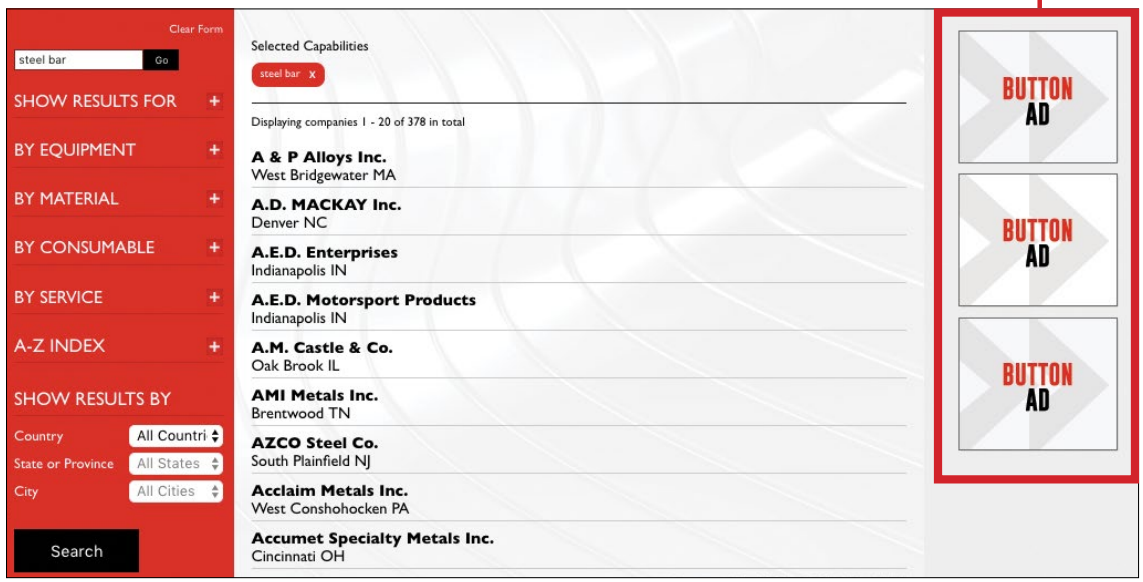 Clear Form
steel bar
Go
SHOW RESULTS FOR +
BY EQUIPMENT +
BY MATERIAL +
BY CONSUMABLE +
BY SERVICE +
A-Z INDEX +
SHOW RESULTS BY
Country All Countri
State or Province All States
City All Cities
Search
Selected Capabilities
steel bar x
Displaying companies 1 - 20 of 378 in total
A & P Alloys Inc.
West Bridgewater MA
A.D. MACKAY Inc.
Denver NC
A.E.D. Enterprises
Indianapolis IN
A.E.D. Motorsport Products
Indianapolis IN
A.M. Castle & Co.
Oak Brook IL
AMI Metals Inc.
Brentwood TN
AZCO Steel Co.
South Plainfield NJ
Acclaim Metals Inc.
West Conshohocken PA
Accumet Specialty Metals Inc.
Cincinnati OH
BUTTON
AD
BUTTON
AD
BUTTON
AD